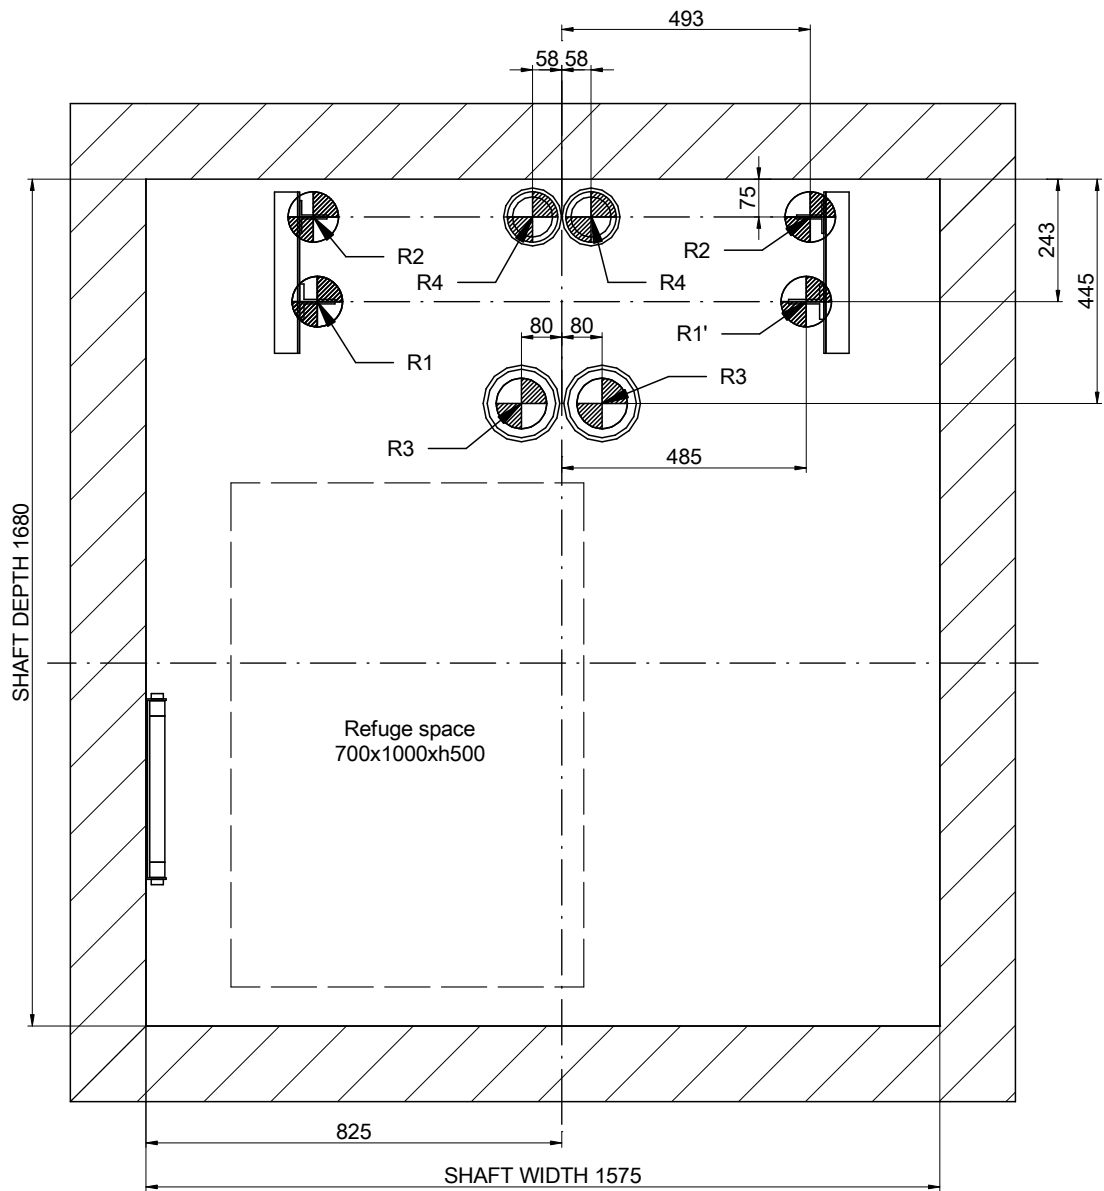 493
58 58
75
243
445
R2
R2
R4
R4
80
80
R1'
R1
R3
R3
485
SHAFT DEPTH 1680
Refuge space
700x1000xh500
825
SHAFT WIDTH 1575